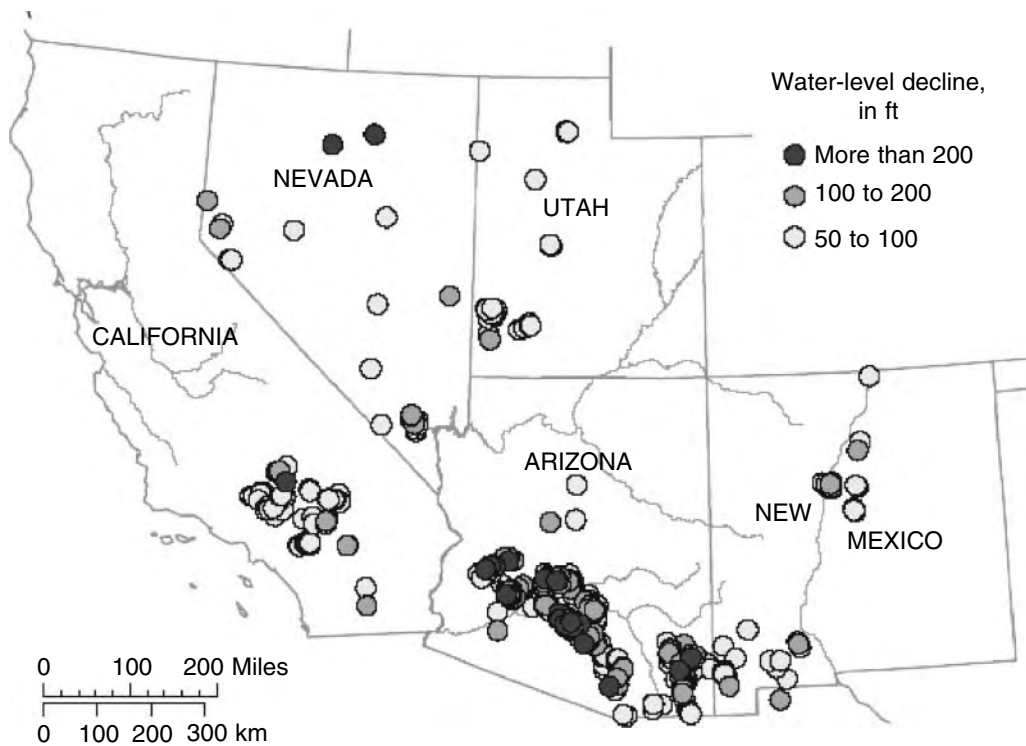 Water-level decline,
in ft
More than 200
100 to 200
50 to 100
NEVADA
UTAH
CALIFORNIA
ARIZONA
NEW
MEXICO
0 100 200 Miles
0 100 200 300 km